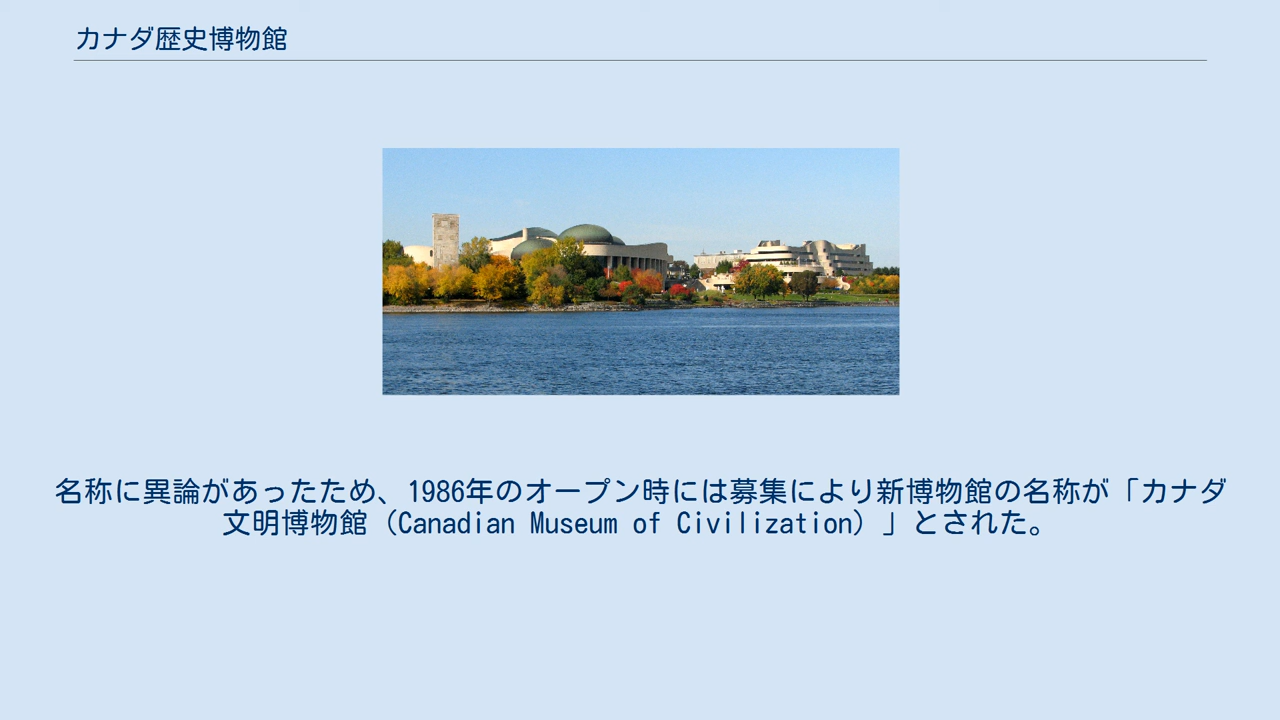 カナダ歴史博物館
名称に異論があったため、1986年のオープン時には募集により新博物館の名称が「カナダ
文明博物館（Canadian Museum of Civilization）」とされた。